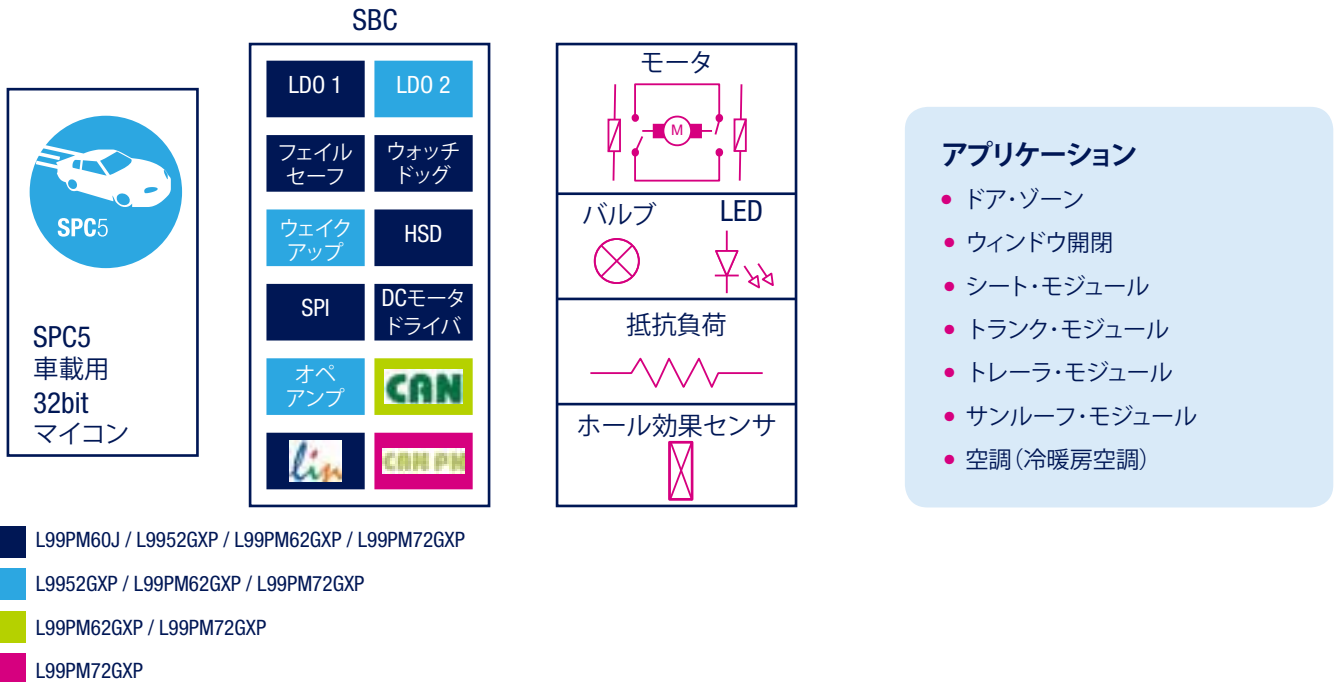 SBC
SPC5
SPC5
車載用
32bit
マイコン
LDO 1
LDO 2
フェイル
セーフ
ウォッチ
ドッグ
ウェイク
アップ
HSD
SPI
DCモータ
ドライバ
オペ
アンプ
CAN
lin
CAN PN
モータ
M
バルブ
LED
抵抗負荷
ホール効果センサ
アプリケーション
• ドア・ゾーン
• ウィンドウ開閉
• シート・モジュール
• トランク・モジュール
• トレーラ・モジュール
• サンルーフ・モジュール
• 空調（冷暖房空調）
L99PM60J / L9952GXP / L99PM62GXP / L99PM72GXP
L9952GXP / L99PM62GXP / L99PM72GXP
L99PM62GXP / L99PM72GXP
L99PM72GXP